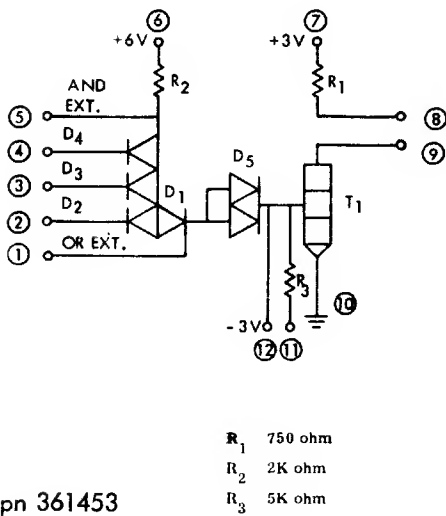 ⑥ ⑦
+6V +3V
R2 R1
AND
EXT.
⑤ ⑧
D4
④ ⑨
D3 D5
③ D1
D2 T1
②
OR EXT.
①
R3
⑩
-3V
⑫ ⑪
R1 750 ohm
R2 2K ohm
R3 5K ohm
pn 361453